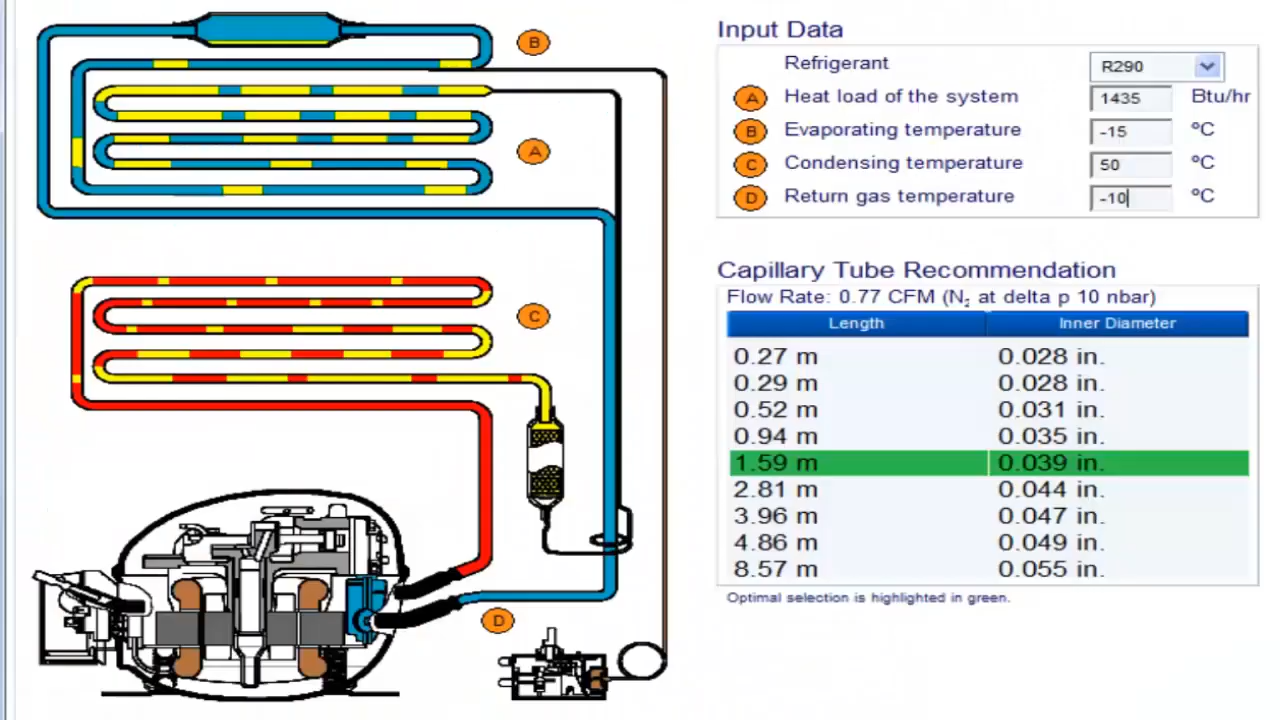 B
A
C
D
Input Data
Refrigerant R290
A Heat load of the system 1435 Btu/hr
B Evaporating temperature -15 ºC
C Condensing temperature 50 ºC
D Return gas temperature -10 ºC
Capillary Tube Recommendation
Flow Rate: 0.77 CFM (N₂ at delta p 10 nbar)
Length Inner Diameter
0.27 m 0.028 in.
0.29 m 0.028 in.
0.52 m 0.031 in.
0.94 m 0.035 in.
1.59 m 0.039 in.
2.81 m 0.044 in.
3.96 m 0.047 in.
4.86 m 0.049 in.
8.57 m 0.055 in.
Optimal selection is highlighted in green.